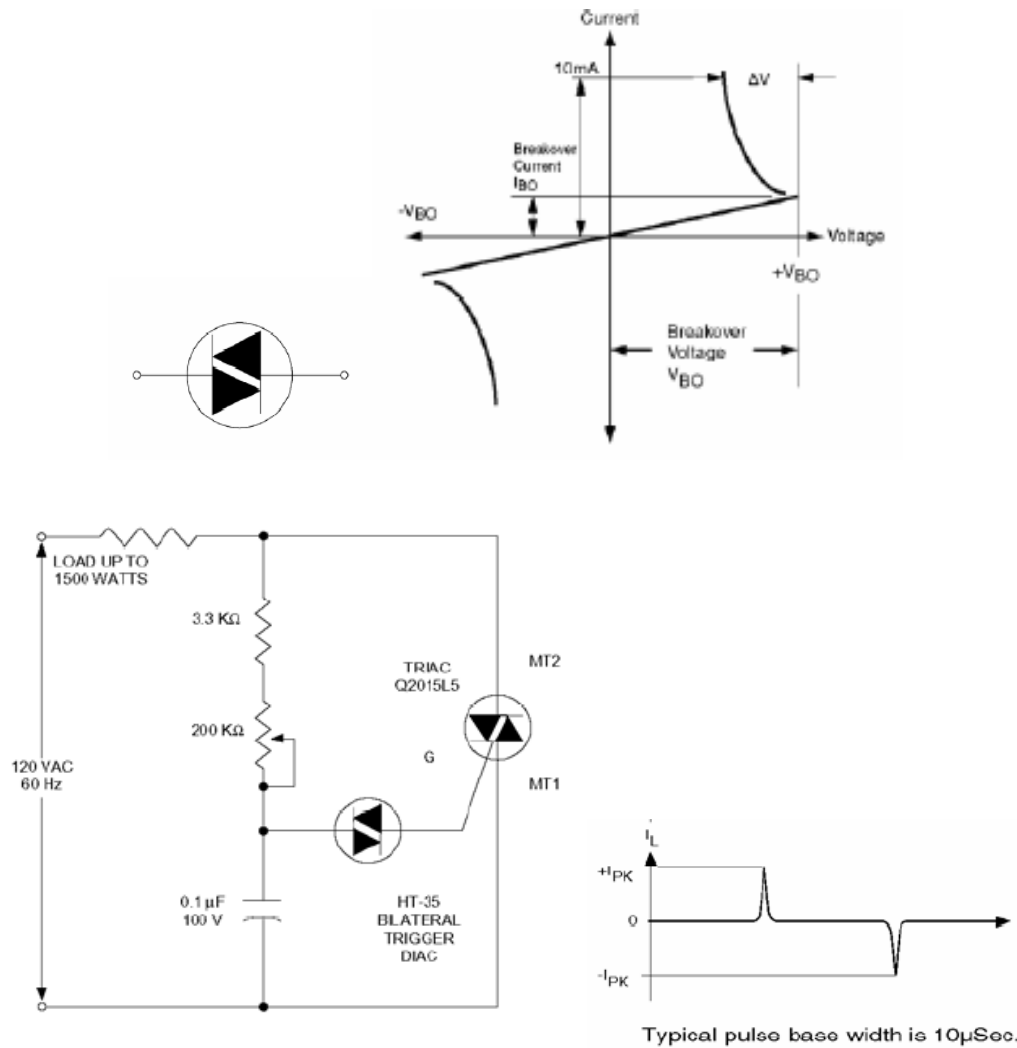 Current
10mA
ΔV
Breakover
Current
IBO
-VBO
Voltage
+VBO
Breakover
Voltage
VBO
LOAD UP TO
1500 WATTS
3.3 KΩ
TRIAC
Q2015L5
MT2
200 KΩ
G
120 VAC
60 Hz
MT1
0.1 µF
100 V
HT-35
BILATERAL
TRIGGER
DIAC
IL
+IPK
0
-IPK
Typical pulse base width is 10µSec.